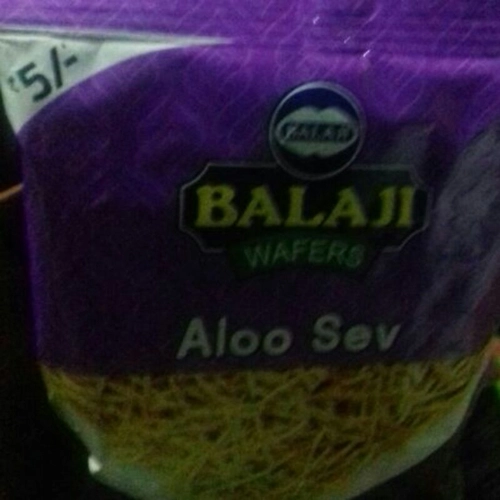 ₹5/-
BALAJI
BALAJI
WAFERS
Aloo Sev